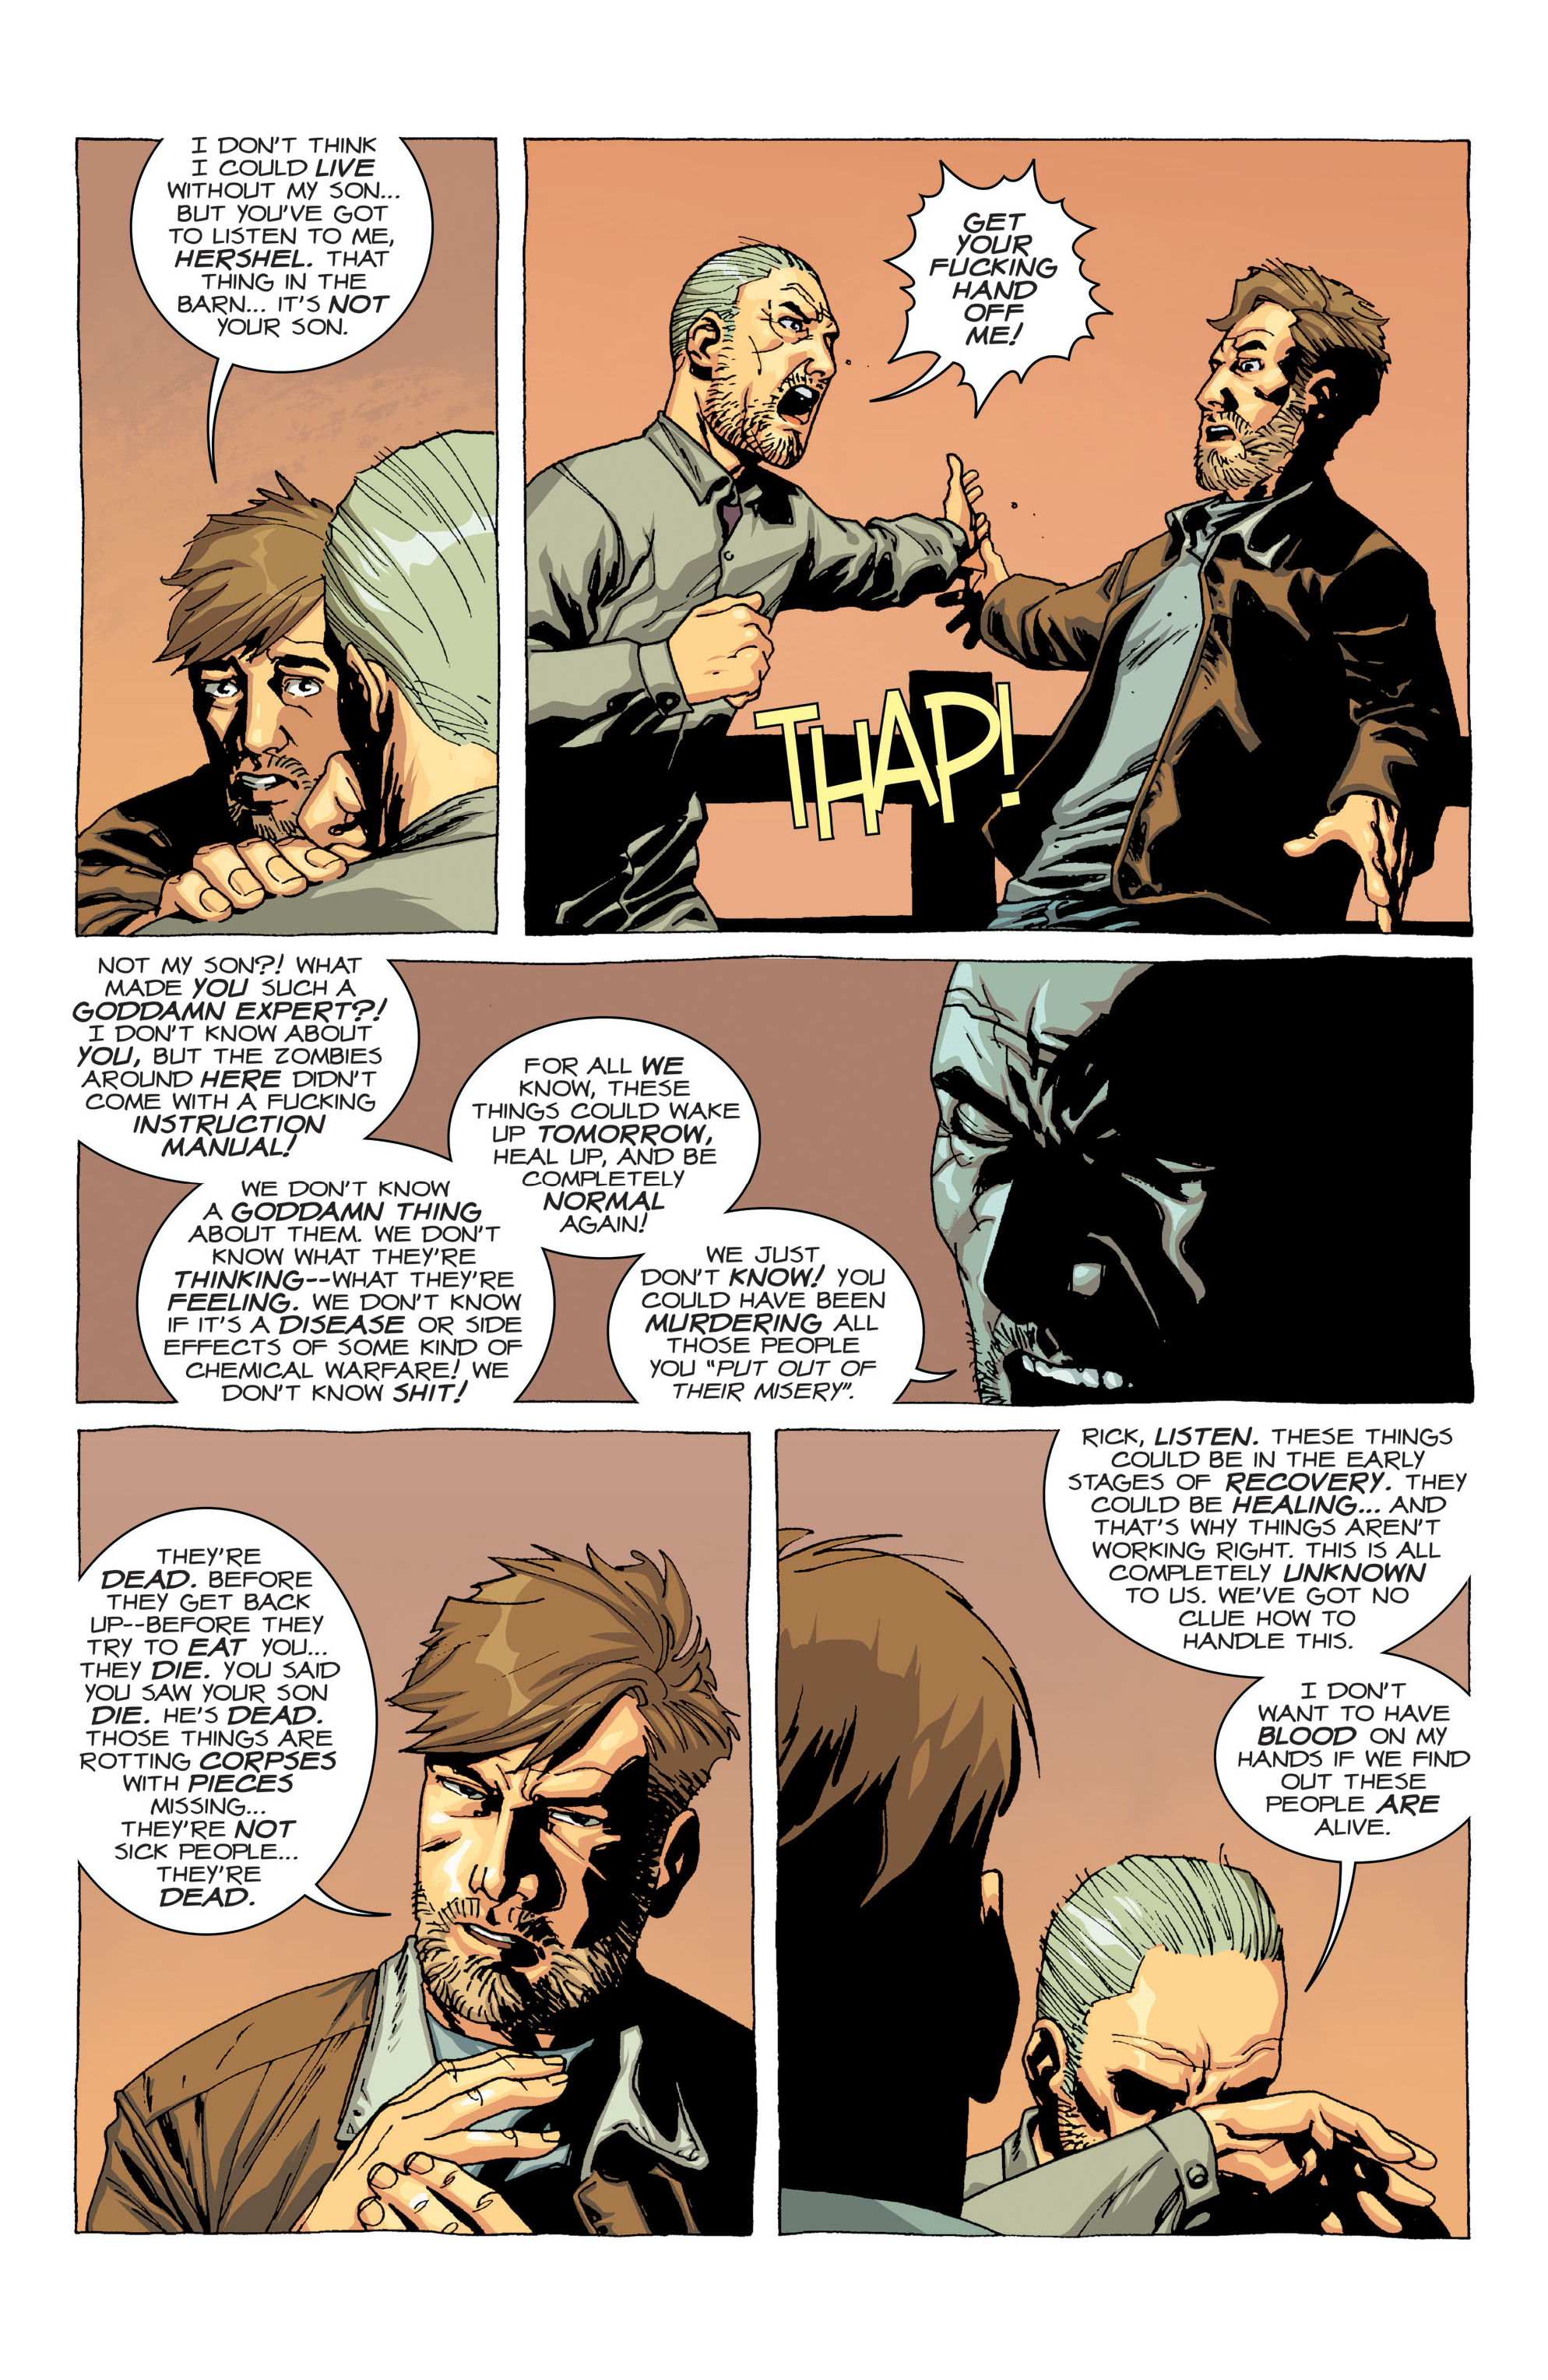 I DON'T THINK
I COULD LIVE
WITHOUT MY SON...
BUT YOU'VE GOT
TO LISTEN TO ME,
HERSHEL. THAT
THING IN THE
BARN... IT'S NOT
YOUR SON.
GET
YOUR
FUCKING
HAND
OFF
ME!
THAP!
NOT MY SON?! WHAT
MADE YOU SUCH A
GODDAMN EXPERT?!
I DON'T KNOW ABOUT
YOU, BUT THE ZOMBIES
AROUND HERE DIDN'T
COME WITH A FUCKING
INSTRUCTION
MANUAL!
WE DON'T KNOW
A GODDAMN THING
ABOUT THEM. WE DON'T
KNOW WHAT THEY'RE
THINKING--WHAT THEY'RE
FEELING. WE DON'T KNOW
IF IT'S A DISEASE OR SIDE
EFFECTS OF SOME KIND OF
CHEMICAL WARFARE! WE
DON'T KNOW SHIT!
FOR ALL WE
KNOW, THESE
THINGS COULD WAKE
UP TOMORROW,
HEAL UP, AND BE
COMPLETELY
NORMAL
AGAIN!
WE JUST
DON'T KNOW! YOU
COULD HAVE BEEN
MURDERING ALL
THOSE PEOPLE
YOU "PUT OUT OF
THEIR MISERY".
THEY'RE
DEAD. BEFORE
THEY GET BACK
UP--BEFORE THEY
TRY TO EAT YOU...
THEY DIE. YOU SAID
YOU SAW YOUR SON
DIE. HE'S DEAD.
THOSE THINGS ARE
ROTTING CORPSES
WITH PIECES
MISSING...
THEY'RE NOT
SICK PEOPLE...
THEY'RE
DEAD.
RICK, LISTEN. THESE THINGS
COULD BE IN THE EARLY
STAGES OF RECOVERY. THEY
COULD BE HEALING... AND
THAT'S WHY THINGS AREN'T
WORKING RIGHT. THIS IS ALL
COMPLETELY UNKNOWN
TO US. WE'VE GOT NO
CLUE HOW TO
HANDLE THIS.
I DON'T
WANT TO HAVE
BLOOD ON MY
HANDS IF WE FIND
OUT THESE
PEOPLE ARE
ALIVE.